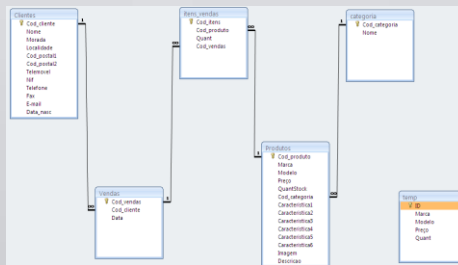 Clientes
Cod_cliente
Nome
Morada
Localidade
Cod_postal1
Cod_postal2
Telemovel
Nif
Telefone
Fax
E-mail
Data_nasc
Itens_vendas
Cod_itens
Cod_produto
Quant
Cod_vendas
categoria
Cod_categoria
Nome
Vendas
Cod_vendas
Cod_cliente
Data
Produtos
Cod_produto
Marca
Modelo
Preço
QuantStock
Cod_categoria
Caracteristica1
Caracteristica2
Caracteristica3
Caracteristica4
Caracteristica5
Caracteristica6
Imagem
Descricao
temp
ID
Marca
Modelo
Preço
Quant